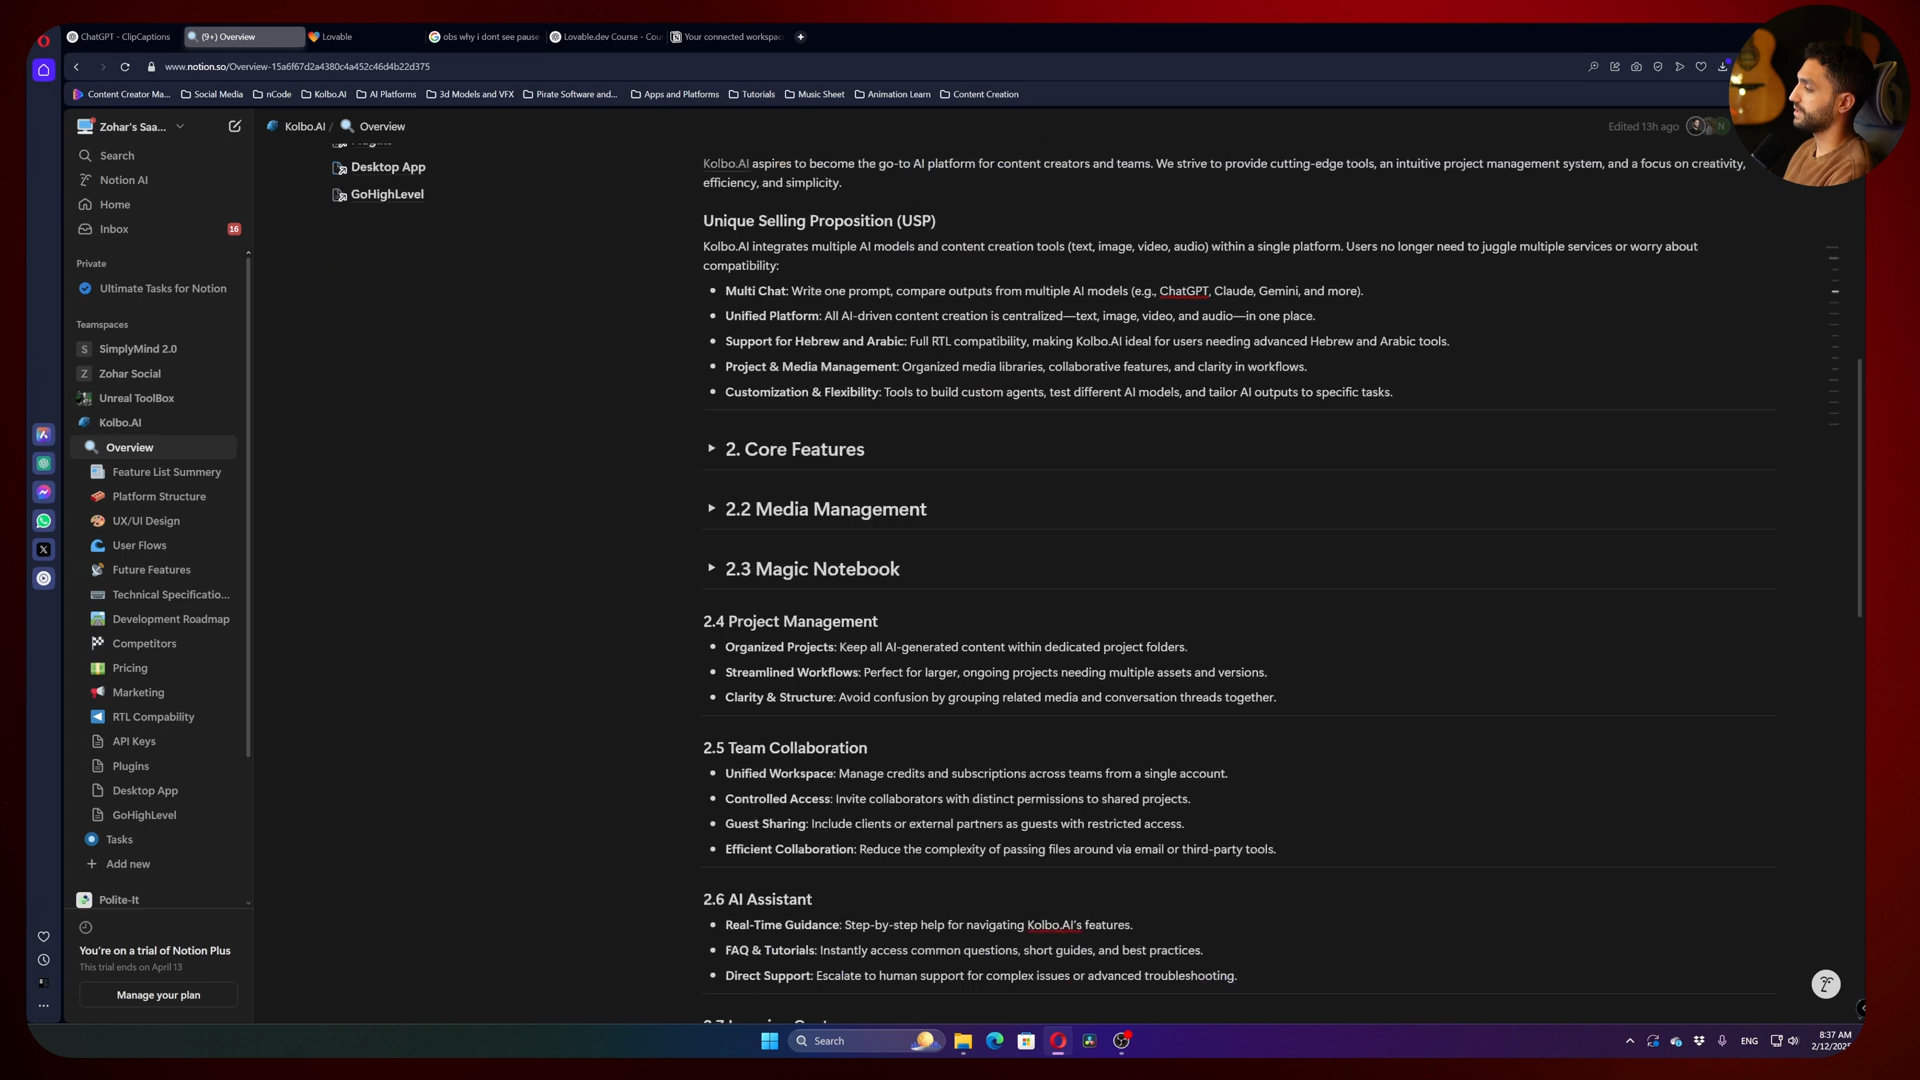 ChatGPT - ClipCaptions
(9+) Overview
Lovable
obs why i dont see pause
Lovable.dev Course - Cou
Your connected workspac
www.notion.so/Overview-15a6f67d2a4380c4a452c46d4b22d375
Content Creator Ma...
Social Media
nCode
Kolbo.AI
AI Platforms
3d Models and VFX
Pirate Software and...
Apps and Platforms
Tutorials
Music Sheet
Animation Learn
Content Creation
Zohar's Saa...
Kolbo.AI / Overview
Edited 13h ago
Search
Notion AI
Home
Inbox 16
Private
Ultimate Tasks for Notion
Teamspaces
S SimplyMind 2.0
Z Zohar Social
Unreal ToolBox
Kolbo.AI
Overview
Feature List Summery
Platform Structure
UX/UI Design
User Flows
Future Features
Technical Specificatio...
Development Roadmap
Competitors
Pricing
Marketing
RTL Compability
API Keys
Plugins
Desktop App
GoHighLevel
Tasks
Add new
Polite-It
You're on a trial of Notion Plus
This trial ends on April 13
Manage your plan
Plugins
Desktop App
GoHighLevel
Kolbo.AI aspires to become the go-to AI platform for content creators and teams. We strive to provide cutting-edge tools, an intuitive project management system, and a focus on creativity,
efficiency, and simplicity.
Unique Selling Proposition (USP)
Kolbo.AI integrates multiple AI models and content creation tools (text, image, video, audio) within a single platform. Users no longer need to juggle multiple services or worry about
compatibility:
Multi Chat: Write one prompt, compare outputs from multiple AI models (e.g., ChatGPT, Claude, Gemini, and more).
Unified Platform: All AI-driven content creation is centralized—text, image, video, and audio—in one place.
Support for Hebrew and Arabic: Full RTL compatibility, making Kolbo.AI ideal for users needing advanced Hebrew and Arabic tools.
Project & Media Management: Organized media libraries, collaborative features, and clarity in workflows.
Customization & Flexibility: Tools to build custom agents, test different AI models, and tailor AI outputs to specific tasks.
2. Core Features
2.2 Media Management
2.3 Magic Notebook
2.4 Project Management
Organized Projects: Keep all AI-generated content within dedicated project folders.
Streamlined Workflows: Perfect for larger, ongoing projects needing multiple assets and versions.
Clarity & Structure: Avoid confusion by grouping related media and conversation threads together.
2.5 Team Collaboration
Unified Workspace: Manage credits and subscriptions across teams from a single account.
Controlled Access: Invite collaborators with distinct permissions to shared projects.
Guest Sharing: Include clients or external partners as guests with restricted access.
Efficient Collaboration: Reduce the complexity of passing files around via email or third-party tools.
2.6 AI Assistant
Real-Time Guidance: Step-by-step help for navigating Kolbo.AI's features.
FAQ & Tutorials: Instantly access common questions, short guides, and best practices.
Direct Support: Escalate to human support for complex issues or advanced troubleshooting.
Search
ENG
8:37 AM
2/12/202